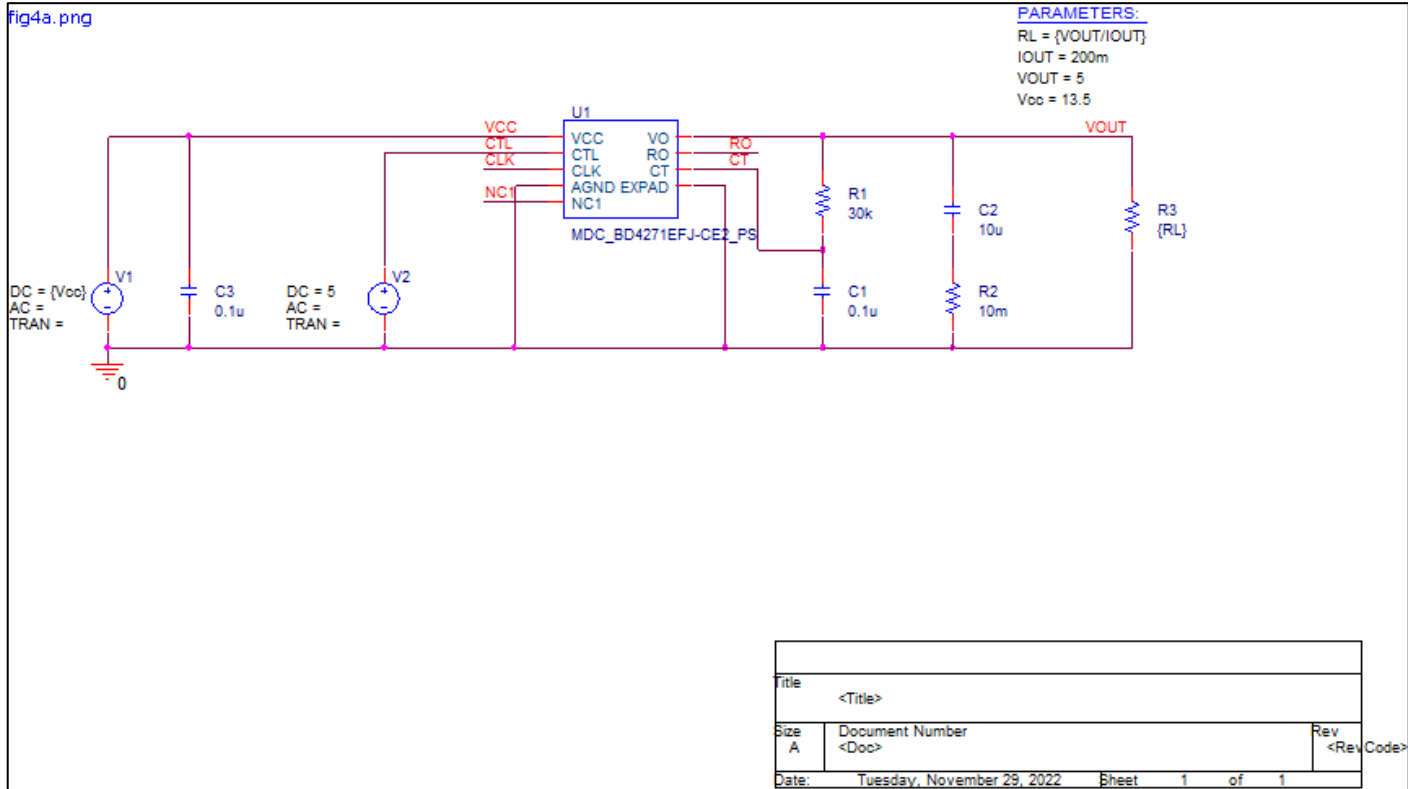 fig4a.png
PARAMETERS:
RL = {VOUT/IOUT}
IOUT = 200m
VOUT = 5
Vcc = 13.5
U1
VCC
CTL
CLK
NC1
VCC
CTL
CLK
AGND
NC1
VO
RO
CT
EXPAD
RO
CT
VOUT
MDC_BD4271EFJ-CE2_PS
R1
30k
C2
10u
R3
{RL}
V1
DC = {Vcc}
AC =
TRAN =
C3
0.1u
V2
DC = 5
AC =
TRAN =
C1
0.1u
R2
10m
0
Title
<Title>
Size
A
Document Number
<Doc>
Rev
<RevCode>
Date: Tuesday, November 29, 2022 Sheet 1 of 1